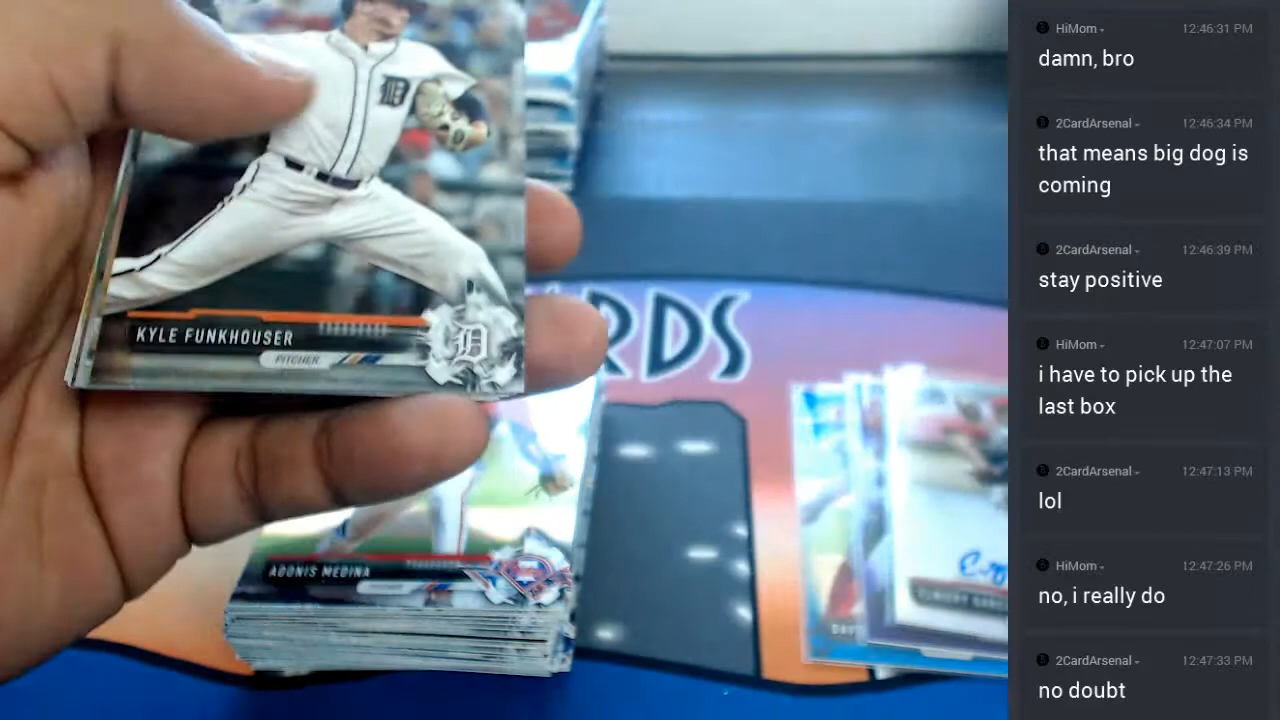 D
KYLE FUNKHOUSER
PITCHER
D
RDS
ADONIS MEDINA
P
HiMom
12:46:31 PM
damn, bro
2CardArsenal
12:46:34 PM
that means big dog is
coming
2CardArsenal
12:46:39 PM
stay positive
HiMom
12:47:07 PM
i have to pick up the
last box
2CardArsenal
12:47:13 PM
lol
HiMom
12:47:26 PM
no, i really do
2CardArsenal
12:47:33 PM
no doubt